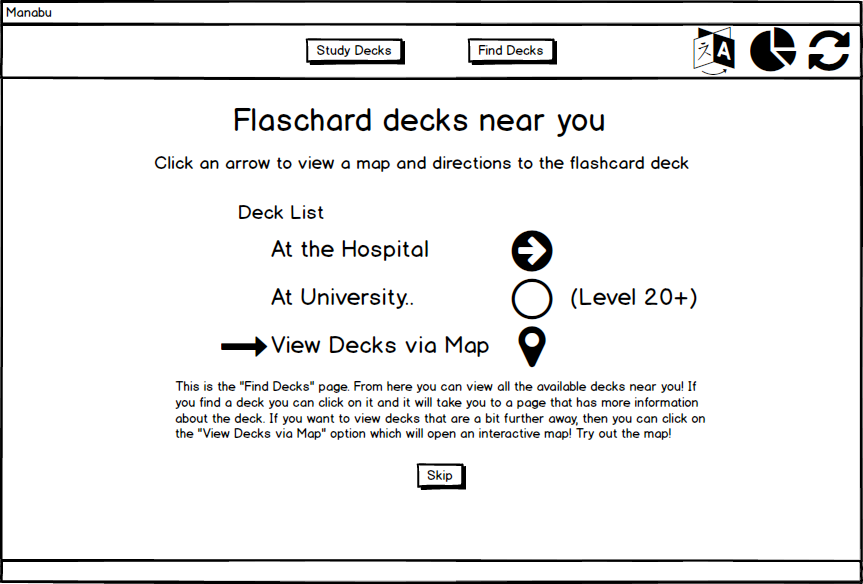 Manabu
Study Decks
Find Decks
A
Flaschard decks near you
Click an arrow to view a map and directions to the flashcard deck
Deck List
At the Hospital
At University..
(Level 20+)
View Decks via Map
This is the "Find Decks" page. From here you can view all the available decks near you! If
you find a deck you can click on it and it will take you to a page that has more information
about the deck. If you want to view decks that are a bit further away, then you can click on
the "View Decks via Map" option which will open an interactive map! Try out the map!
Skip